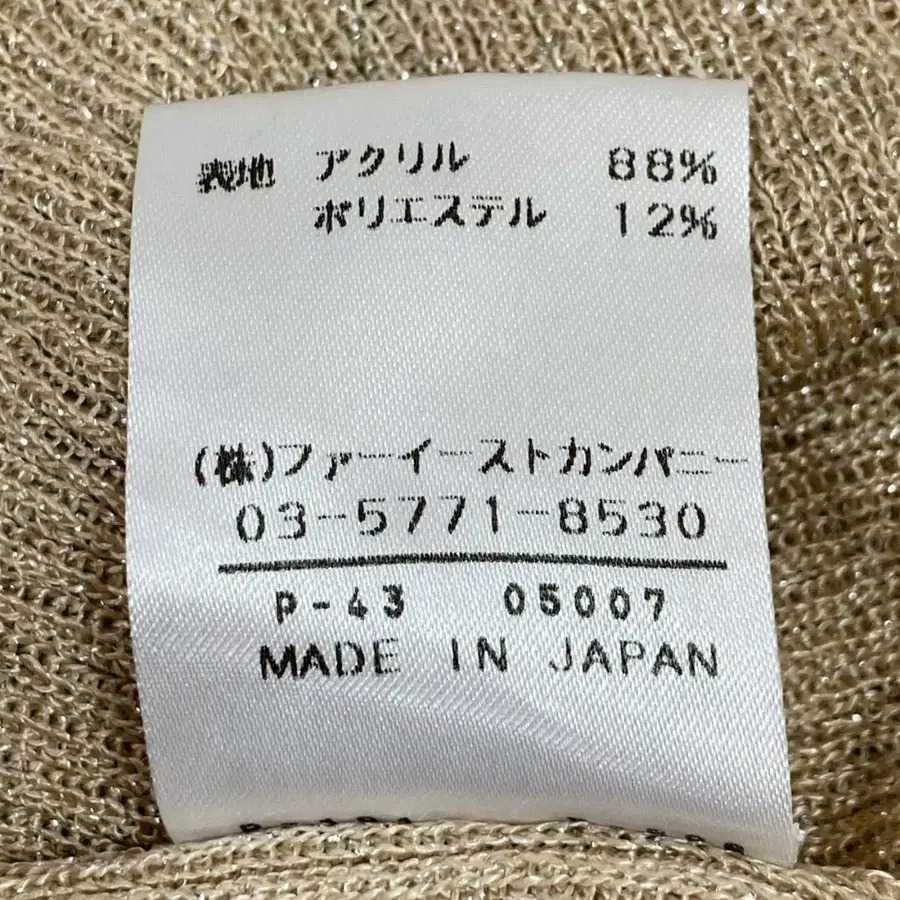 表地 アクリル 88%
ポリエステル 12%
(株)ファーイーストカンパニー
03-5771-8530
P-43 05007
MADE IN JAPAN